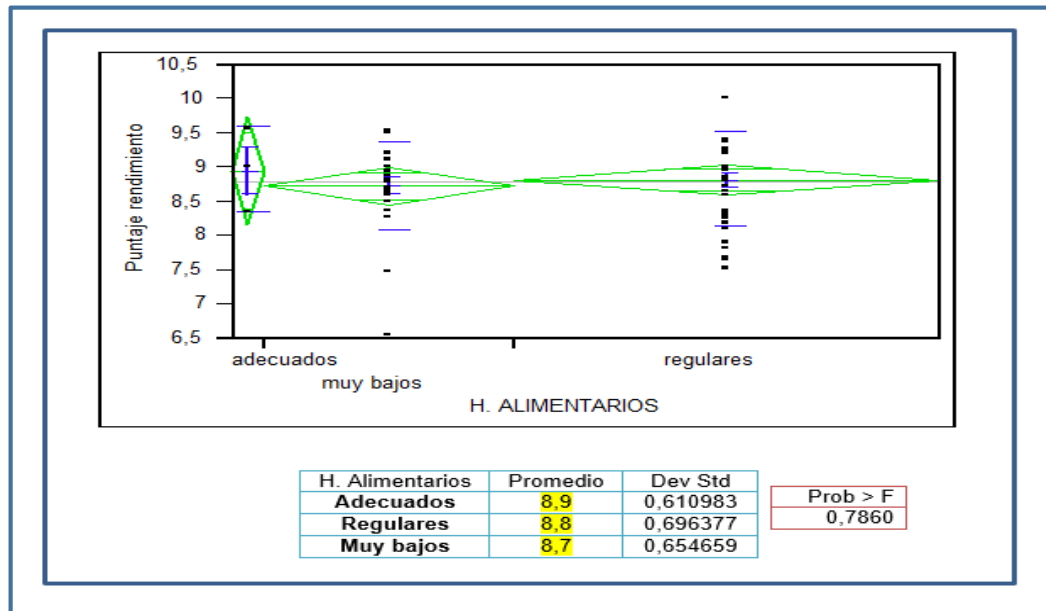 10,5
10
9,5
9
8,5
8
7,5
7
6,5
Puntaje rendimiento
adecuados
muy bajos
regulares
H. ALIMENTARIOS
H. Alimentarios Promedio Dev Std
Adecuados 8,9 0,610983
Regulares 8,8 0,696377
Muy bajos 8,7 0,654659
Prob > F
0,7860